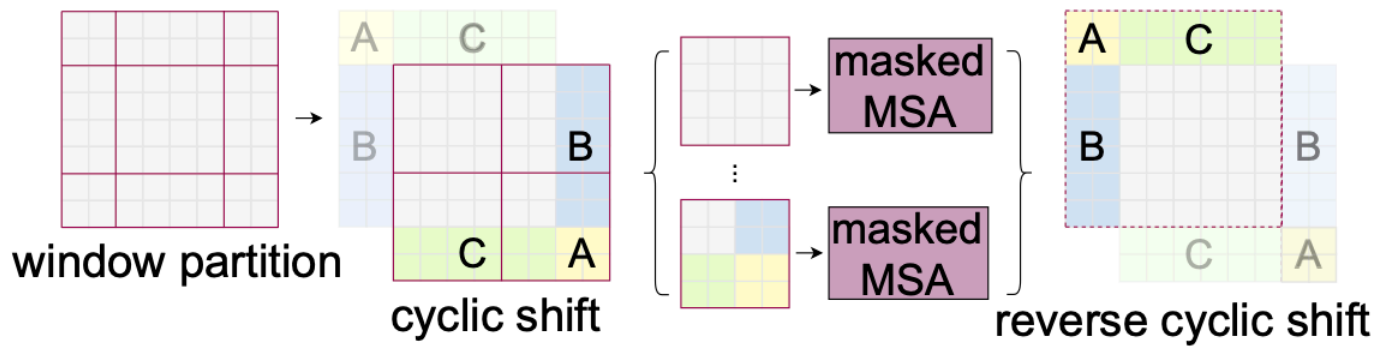 window partition
A
C
B
B
C
A
cyclic shift
masked
MSA
...
masked
MSA
A
C
B
B
C
A
reverse cyclic shift